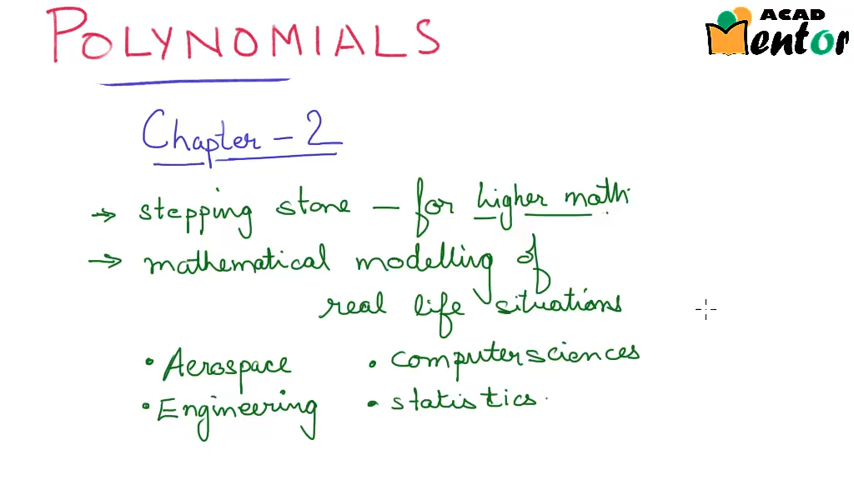 POLYNOMIALS
ACAD
Mentor
Chapter - 2
→ stepping stone - for higher math.
→ mathematical modelling of
real life situations
• Aerospace • computersciences
• Engineering • statistics.